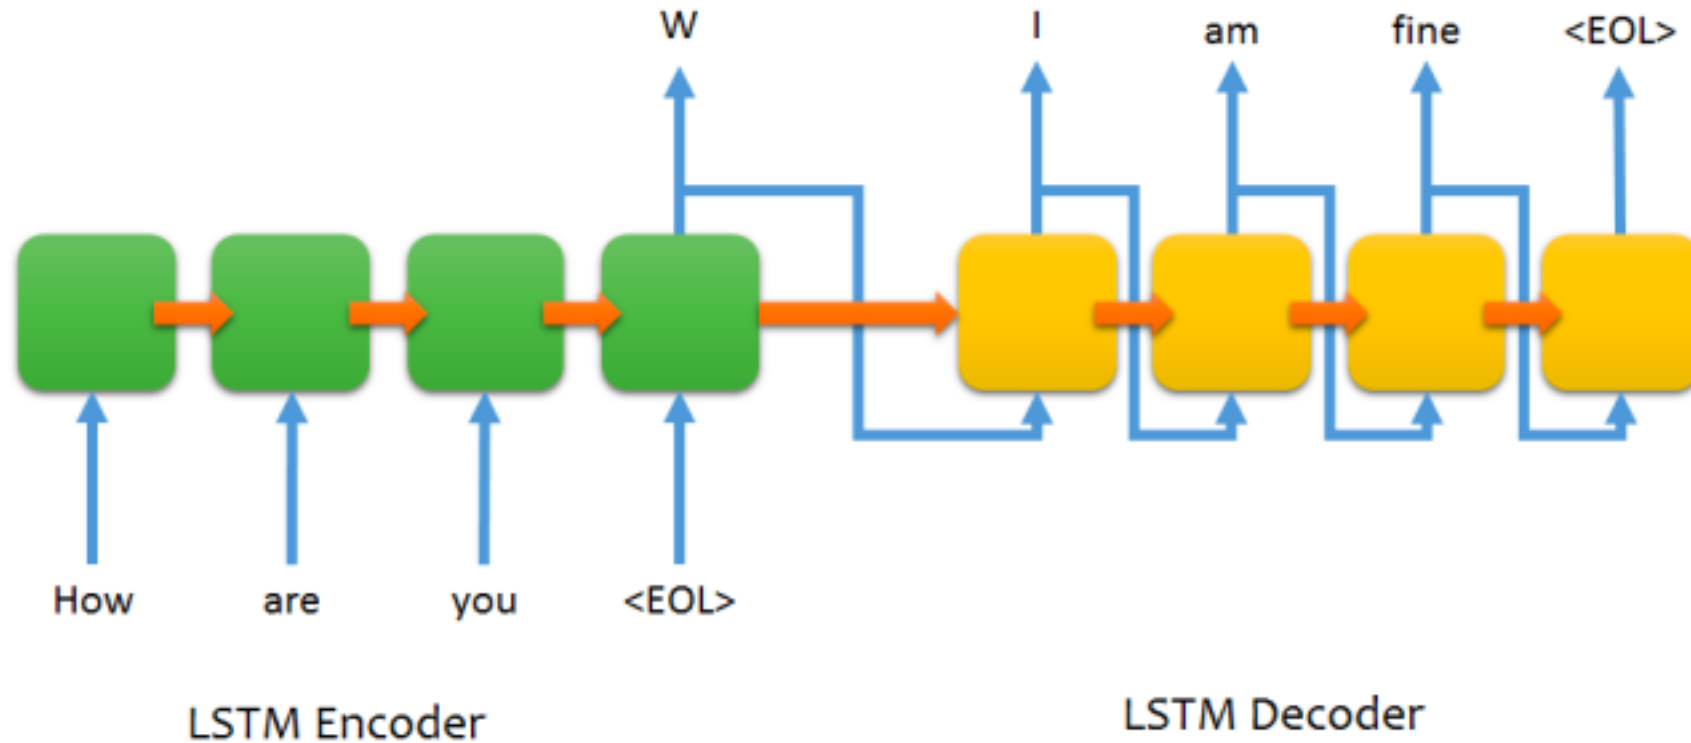 W I am fine <EOL>
How are you <EOL>
LSTM Encoder LSTM Decoder